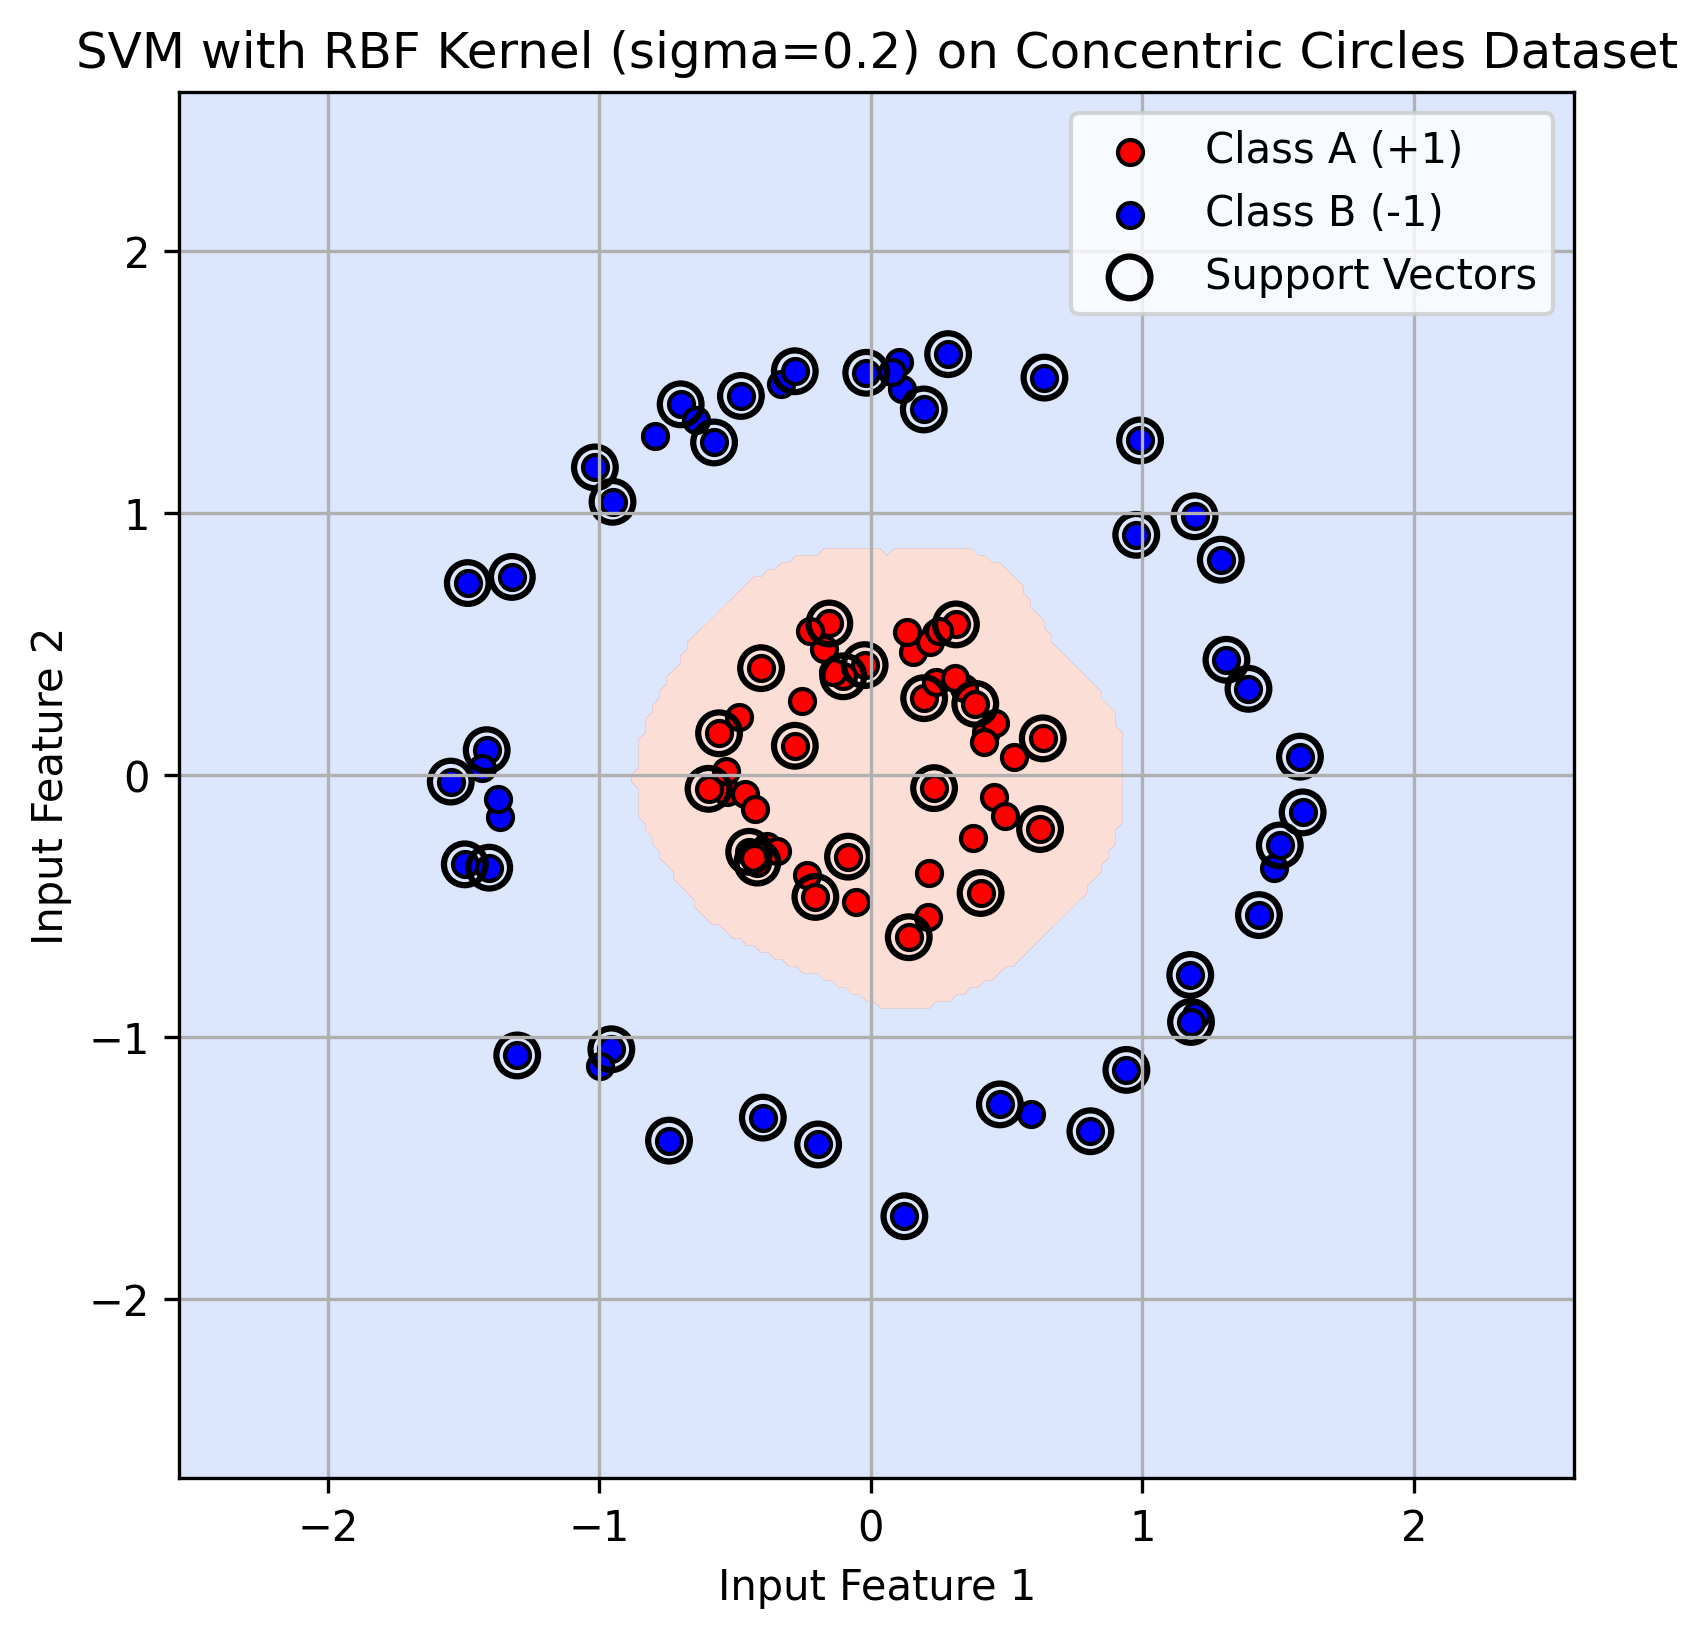 SVM with RBF Kernel (sigma=0.2) on Concentric Circles Dataset
Class A (+1)
Class B (-1)
Support Vectors
2
1
0
−1
−2
Input Feature 2
−2
−1
0
1
2
Input Feature 1